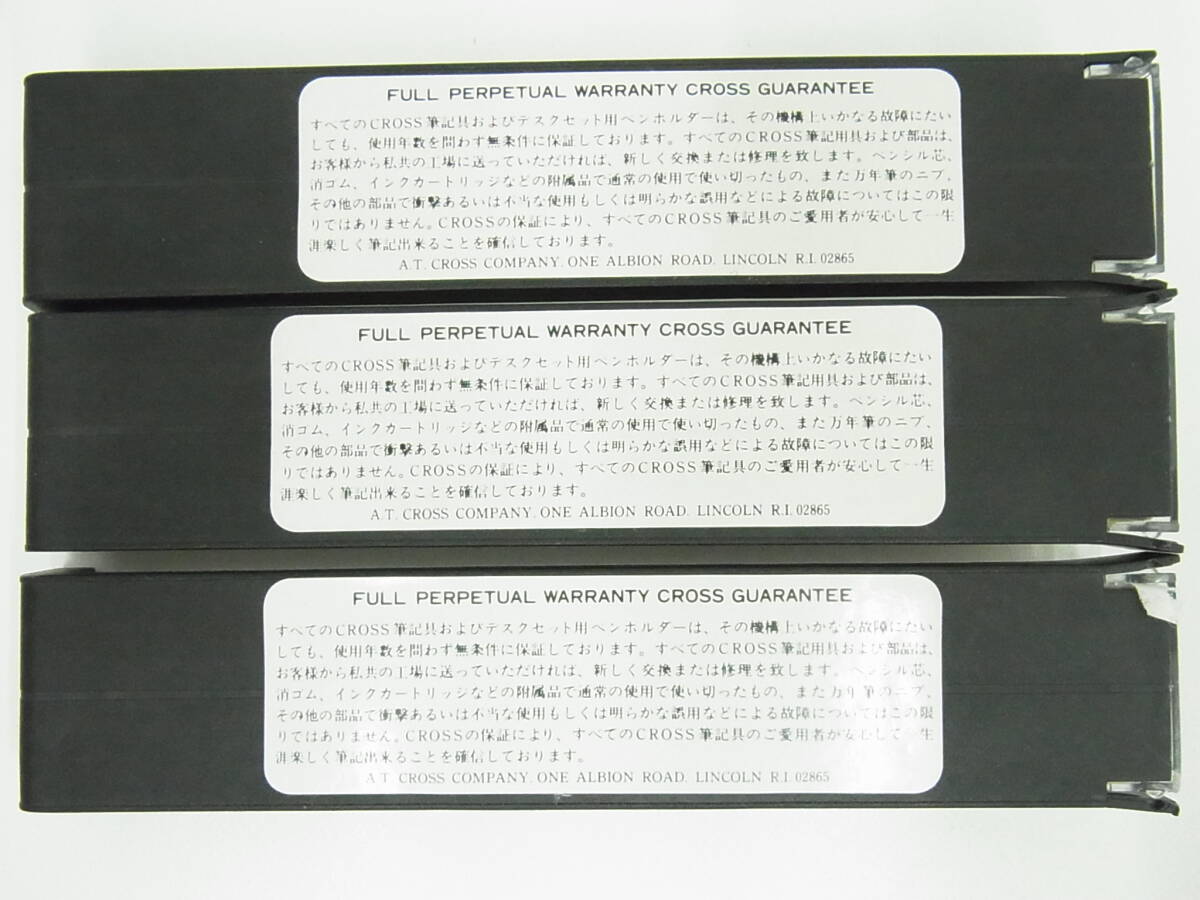 FULL PERPETUAL WARRANTY CROSS GUARANTEE
すべてのCROSS筆記具およびデスクセット用ペンホルダーは、その機構上いかなる故障にたい
しても、使用年数を問わず無条件に保証しております。すべてのCROSS筆記用具および部品は、
お客様から私共の工場に送っていただければ、新しく交換または修理を致します。ペンシル芯、
消ゴム、インクカートリッジなどの附属品で通常の使用で使い切ったもの、また万年筆のニブ、
その他の部品で衝撃あるいは不当な使用もしくは明らかな誤用などによる故障についてはこの限
りではありません。CROSSの保証により、すべてのCROSS筆記具のご愛用者が安心して一生
涯楽しく筆記出来ることを確信しております。
A.T. CROSS COMPANY. ONE ALBION ROAD. LINCOLN R.I. 02865
FULL PERPETUAL WARRANTY CROSS GUARANTEE
すべてのCROSS筆記具およびデスクセット用ペンホルダーは、その機構上いかなる故障にたい
しても、使用年数を問わず無条件に保証しております。すべてのCROSS筆記用具および部品は、
お客様から私共の工場に送っていただければ、新しく交換または修理を致します。ペンシル芯、
消ゴム、インクカートリッジなどの附属品で通常の使用で使い切ったもの、また万年筆のニブ、
その他の部品で衝撃あるいは不当な使用もしくは明らかな誤用などによる故障についてはこの限
りではありません。CROSSの保証により、すべてのCROSS筆記具のご愛用者が安心して一生
涯楽しく筆記出来ることを確信しております。
A.T. CROSS COMPANY. ONE ALBION ROAD. LINCOLN R.I. 02865
FULL PERPETUAL WARRANTY CROSS GUARANTEE
すべてのCROSS筆記具およびデスクセット用ペンホルダーは、その機構上いかなる故障にたい
しても、使用年数を問わず無条件に保証しております。すべてのCROSS筆記用具および部品は、
お客様から私共の工場に送っていただければ、新しく交換または修理を致します。ペンシル芯、
消ゴム、インクカートリッジなどの附属品で通常の使用で使い切ったもの、また万年筆のニブ、
その他の部品で衝撃あるいは不当な使用もしくは明らかな誤用などによる故障についてはこの限
りではありません。CROSSの保証により、すべてのCROSS筆記具のご愛用者が安心して一生
涯楽しく筆記出来ることを確信しております。
A.T. CROSS COMPANY. ONE ALBION ROAD. LINCOLN R.I. 02865